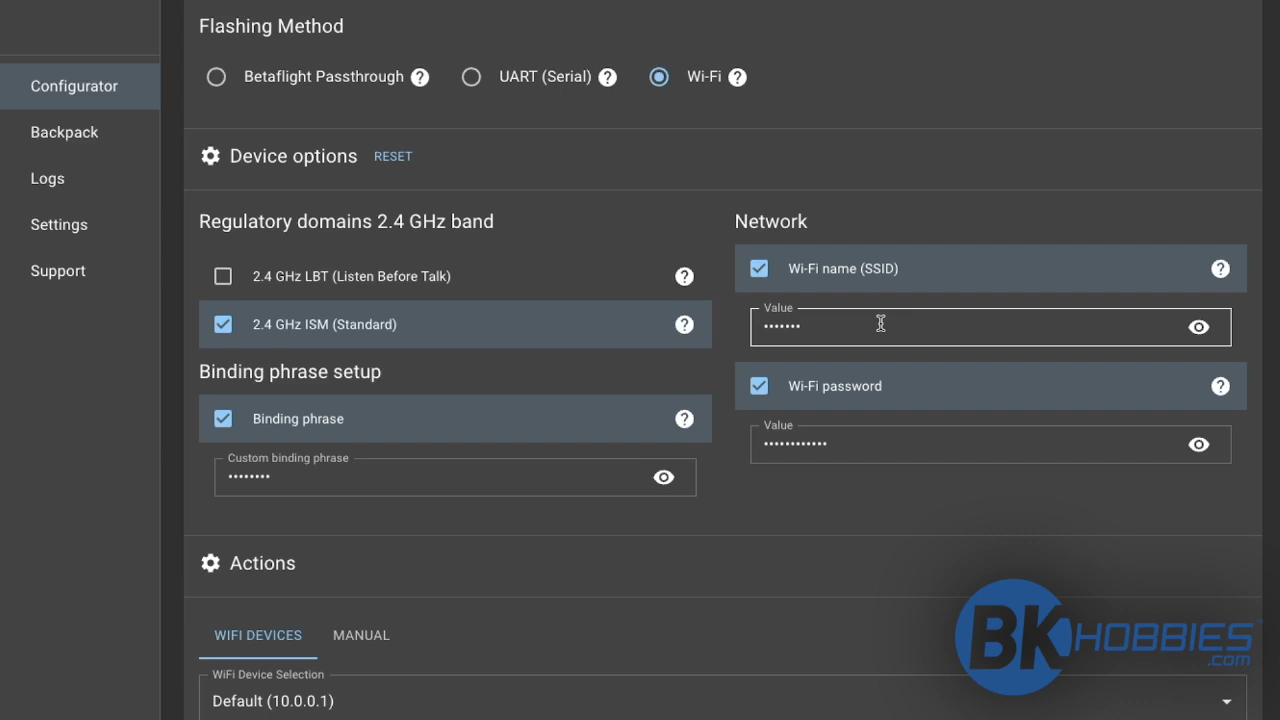 Flashing Method
Betaflight Passthrough ? UART (Serial) ? Wi-Fi ?
Configurator
Backpack
Logs
Settings
Support
Device options RESET
Regulatory domains 2.4 GHz band
2.4 GHz LBT (Listen Before Talk) ?
2.4 GHz ISM (Standard) ?
Binding phrase setup
Binding phrase ?
Custom binding phrase
••••••••
Network
Wi-Fi name (SSID) ?
Value
•••••••
Wi-Fi password ?
Value
••••••••••••
Actions
WIFI DEVICES MANUAL
WiFi Device Selection
Default (10.0.0.1)
BK HOBBIES
.com